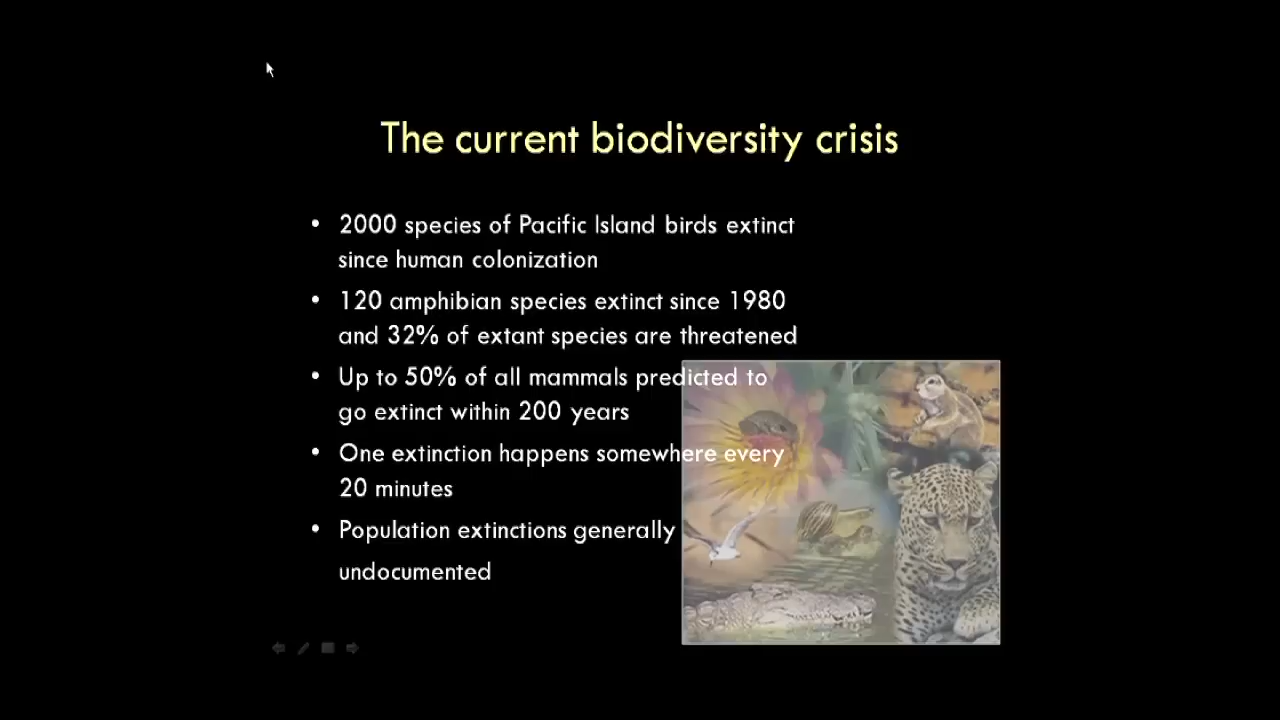 The current biodiversity crisis
• 2000 species of Pacific Island birds extinct
since human colonization
• 120 amphibian species extinct since 1980
and 32% of extant species are threatened
• Up to 50% of all mammals predicted to
go extinct within 200 years
• One extinction happens somewhere every
20 minutes
• Population extinctions generally
undocumented